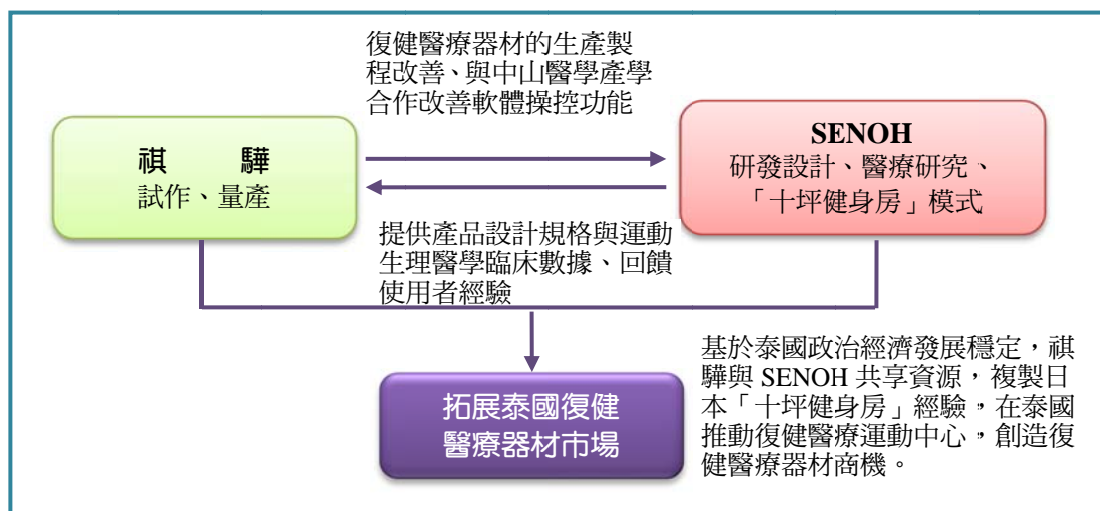 復健醫療器材的生產製
程改善、與中山醫學產學
合作改善軟體操控功能
祺 驊
試作、量產
SENOH
研發設計、醫療研究、
「十坪健身房」模式
提供產品設計規格與運動
生理醫學臨床數據、回饋
使用者經驗
拓展泰國復健
醫療器材市場
基於泰國政治經濟發展穩定，祺
驊與 SENOH 共享資源，複製日
本「十坪健身房」經驗，在泰國
推動復健醫療運動中心，創造復
健醫療器材商機。